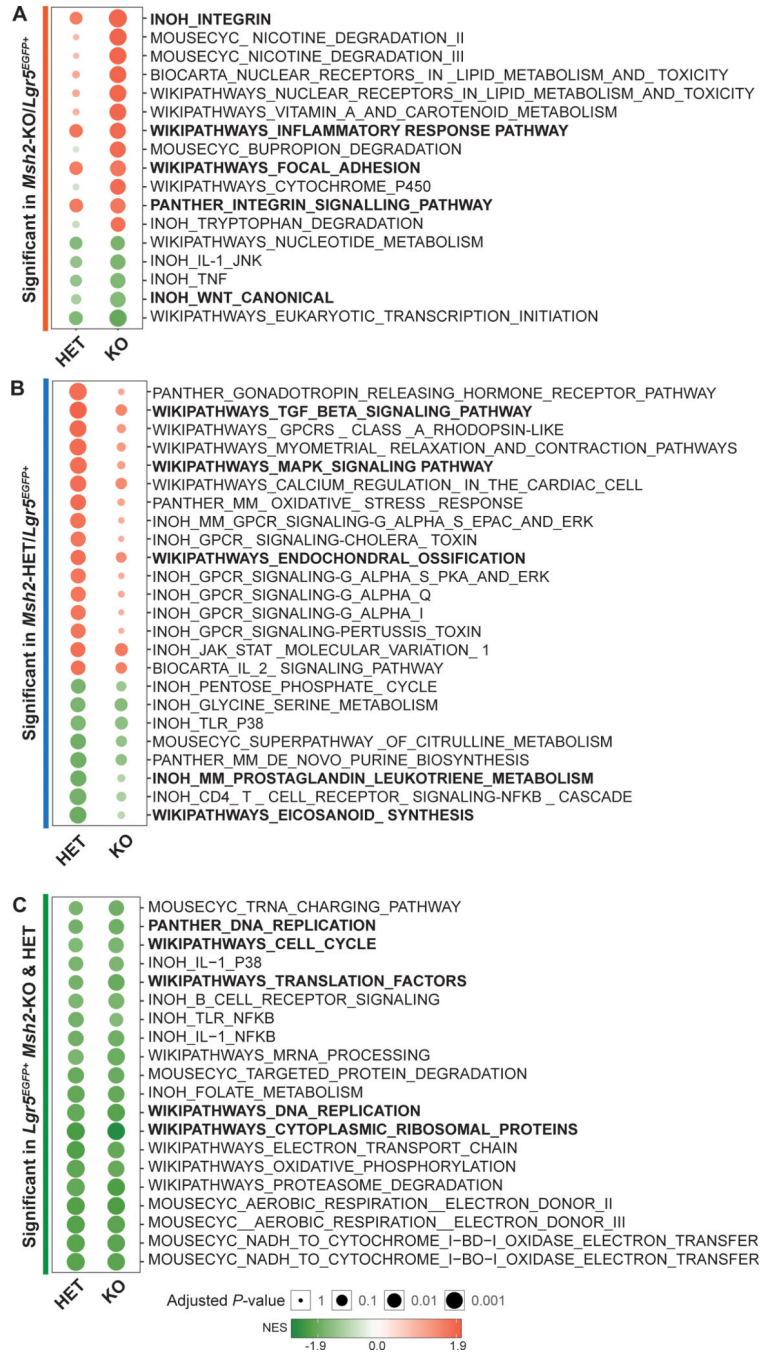 A
Significant in Msh2-KO/Lgr5EGFP+
INOH_INTEGRIN
MOUSECYC_ NICOTINE_DEGRADATION_II
MOUSECYC_NICOTINE_DEGRADATION_III
BIOCARTA_NUCLEAR_RECEPTORS_ IN _LIPID_METABOLISM_AND_ TOXICITY
WIKIPATHWAYS_NUCLEAR_RECEPTORS_IN_LIPID_METABOLISM_AND_TOXICITY
WIKIPATHWAYS_VITAMIN_A_AND_CAROTENOID_METABOLISM
WIKIPATHWAYS_INFLAMMATORY RESPONSE PATHWAY
MOUSECYC_BUPROPION_DEGRADATION
WIKIPATHWAYS_FOCAL_ADHESION
WIKIPATHWAYS_CYTOCHROME_P450
PANTHER_INTEGRIN_SIGNALLING_PATHWAY
INOH_TRYPTOPHAN_DEGRADATION
WIKIPATHWAYS_NUCLEOTIDE_METABOLISM
INOH_IL-1_JNK
INOH_TNF
INOH_WNT_CANONICAL
WIKIPATHWAYS_EUKARYOTIC_TRANSCRIPTION_INITIATION
HET KO
B
Significant in Msh2-HET/Lgr5EGFP+
PANTHER_GONADOTROPIN_RELEASING_HORMONE_RECEPTOR_PATHWAY
WIKIPATHWAYS_TGF_BETA_SIGNALING_PATHWAY
WIKIPATHWAYS_ GPCRS _ CLASS _A_RHODOPSIN-LIKE
WIKIPATHWAYS_MYOMETRIAL_ RELAXATION_AND_CONTRACTION_PATHWAYS
WIKIPATHWAYS_MAPK_SIGNALING PATHWAY
WIKIPATHWAYS_CALCIUM_REGULATION_ IN_THE_CARDIAC_CELL
PANTHER_MM_ OXIDATIVE_ STRESS _RESPONSE
INOH_MM_GPCR_SIGNALING-G_ALPHA_S_EPAC_AND_ERK
INOH_GPCR_ SIGNALING-CHOLERA_ TOXIN
WIKIPATHWAYS_ENDOCHONDRAL_OSSIFICATION
INOH_GPCR_SIGNALING-G_ALPHA_S_PKA_AND_ERK
INOH_GPCR_SIGNALING-G_ALPHA_Q
INOH_GPCR_SIGNALING-G_ALPHA_I
INOH_GPCR_SIGNALING-PERTUSSIS_TOXIN
INOH_JAK_STAT _MOLECULAR_VARIATION_ 1
BIOCARTA_IL_2_ SIGNALING_PATHWAY
INOH_PENTOSE_PHOSPHATE_ CYCLE
INOH_GLYCINE_SERINE_METABOLISM
INOH_TLR_P38
MOUSECYC_SUPERPATHWAY _OF_CITRULLINE_METABOLISM
PANTHER_MM_DE_NOVO_PURINE_BIOSYNTHESIS
INOH_MM_PROSTAGLANDIN_LEUKOTRIENE_METABOLISM
INOH_CD4_ T _ CELL_RECEPTOR_ SIGNALING-NFKB _ CASCADE
WIKIPATHWAYS_EICOSANOID_ SYNTHESIS
HET KO
C
Significant in Lgr5EGFP+ Msh2-KO & HET
MOUSECYC_TRNA_CHARGING_PATHWAY
PANTHER_DNA_REPLICATION
WIKIPATHWAYS_CELL_CYCLE
INOH_IL−1_P38
WIKIPATHWAYS_TRANSLATION_FACTORS
INOH_B_CELL_RECEPTOR_SIGNALING
INOH_TLR_NFKB
INOH_IL−1_NFKB
WIKIPATHWAYS_MRNA_PROCESSING
MOUSECYC_TARGETED_PROTEIN_DEGRADATION
INOH_FOLATE_METABOLISM
WIKIPATHWAYS_DNA_REPLICATION
WIKIPATHWAYS_CYTOPLASMIC_RIBOSOMAL_PROTEINS
WIKIPATHWAYS_ELECTRON_TRANSPORT_CHAIN
WIKIPATHWAYS_OXIDATIVE_PHOSPHORYLATION
WIKIPATHWAYS_PROTEASOME_DEGRADATION
MOUSECYC_AEROBIC_RESPIRATION__ELECTRON_DONOR_II
MOUSECYC__AEROBIC_RESPIRATION__ELECTRON_DONOR_III
MOUSECYC_NADH_TO_CYTOCHROME_I−BD−I_OXIDASE_ELECTRON_TRANSFER
MOUSECYC_NADH_TO_CYTOCHROME_I−BO−I_OXIDASE_ELECTRON_TRANSFER
HET KO
Adjusted P-value 1 0.1 0.01 0.001
NES
-1.9 0.0 1.9